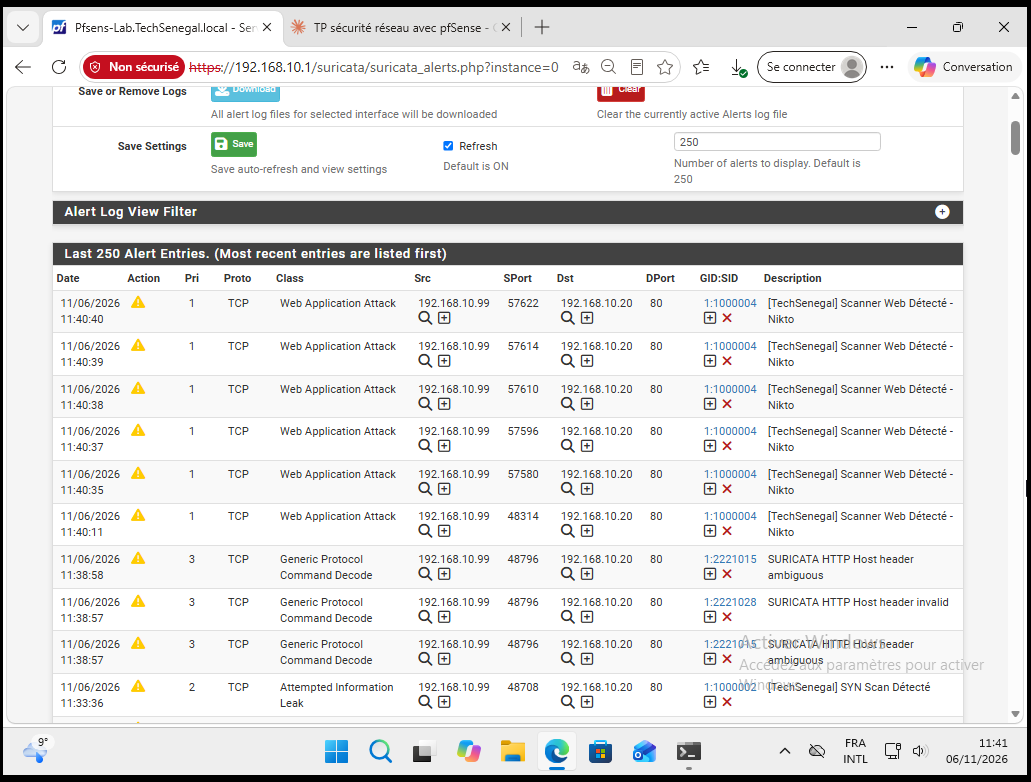 Pfsens-Lab.TechSenegal.local - Ser
TP sécurité réseau avec pfSense -
Non sécurisé https://192.168.10.1/suricata/suricata_alerts.php?instance=0
Se connecter
Conversation
Save or Remove Logs
Download
All alert log files for selected interface will be downloaded
Clear
Clear the currently active Alerts log file
Save Settings
Save
Save auto-refresh and view settings
Refresh
Default is ON
250
Number of alerts to display. Default is
250
Alert Log View Filter
Last 250 Alert Entries. (Most recent entries are listed first)
Date Action Pri Proto Class Src SPort Dst DPort GID:SID Description
11/06/2026 1 TCP Web Application Attack 192.168.10.99 57622 192.168.10.20 80 1:1000004 [TechSenegal] Scanner Web Détecté -
11:40:40 Nikto
11/06/2026 1 TCP Web Application Attack 192.168.10.99 57614 192.168.10.20 80 1:1000004 [TechSenegal] Scanner Web Détecté -
11:40:39 Nikto
11/06/2026 1 TCP Web Application Attack 192.168.10.99 57610 192.168.10.20 80 1:1000004 [TechSenegal] Scanner Web Détecté -
11:40:38 Nikto
11/06/2026 1 TCP Web Application Attack 192.168.10.99 57596 192.168.10.20 80 1:1000004 [TechSenegal] Scanner Web Détecté -
11:40:37 Nikto
11/06/2026 1 TCP Web Application Attack 192.168.10.99 57580 192.168.10.20 80 1:1000004 [TechSenegal] Scanner Web Détecté -
11:40:35 Nikto
11/06/2026 1 TCP Web Application Attack 192.168.10.99 48314 192.168.10.20 80 1:1000004 [TechSenegal] Scanner Web Détecté -
11:40:11 Nikto
11/06/2026 3 TCP Generic Protocol 192.168.10.99 48796 192.168.10.20 80 1:2221015 SURICATA HTTP Host header
11:38:58 Command Decode ambiguous
11/06/2026 3 TCP Generic Protocol 192.168.10.99 48796 192.168.10.20 80 1:2221028 SURICATA HTTP Host header invalid
11:38:57 Command Decode
11/06/2026 3 TCP Generic Protocol 192.168.10.99 48796 192.168.10.20 80 1:2221015 SURICATA HTTP Host header
11:38:57 Command Decode ambiguous
11/06/2026 2 TCP Attempted Information 192.168.10.99 48708 192.168.10.20 80 1:1000002 [TechSenegal] SYN Scan Détecté
11:33:36 Leak
Activer Windows
Accédez aux paramètres pour activer
Windows.
9°
FRA
INTL
11:41
06/11/2026